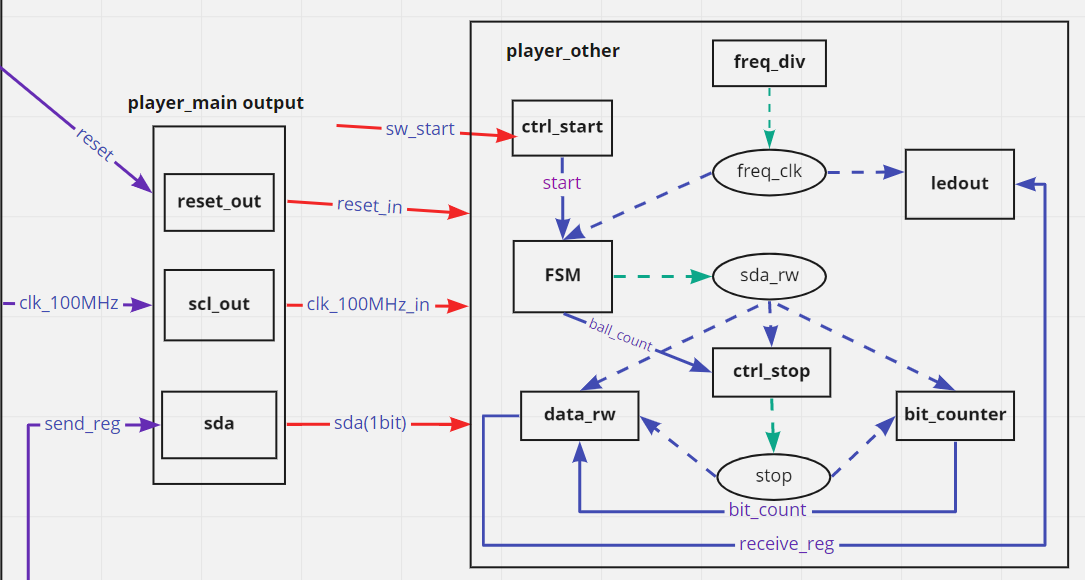 player_other
freq_div
player_main output
sw_start
ctrl_start
reset
freq_clk
ledout
start
reset_out
reset_in
FSM
sda_rw
clk_100MHz
scl_out
clk_100MHz_in
ball_count
ctrl_stop
data_rw
bit_counter
send_reg
sda
sda(1bit)
stop
bit_count
receive_reg